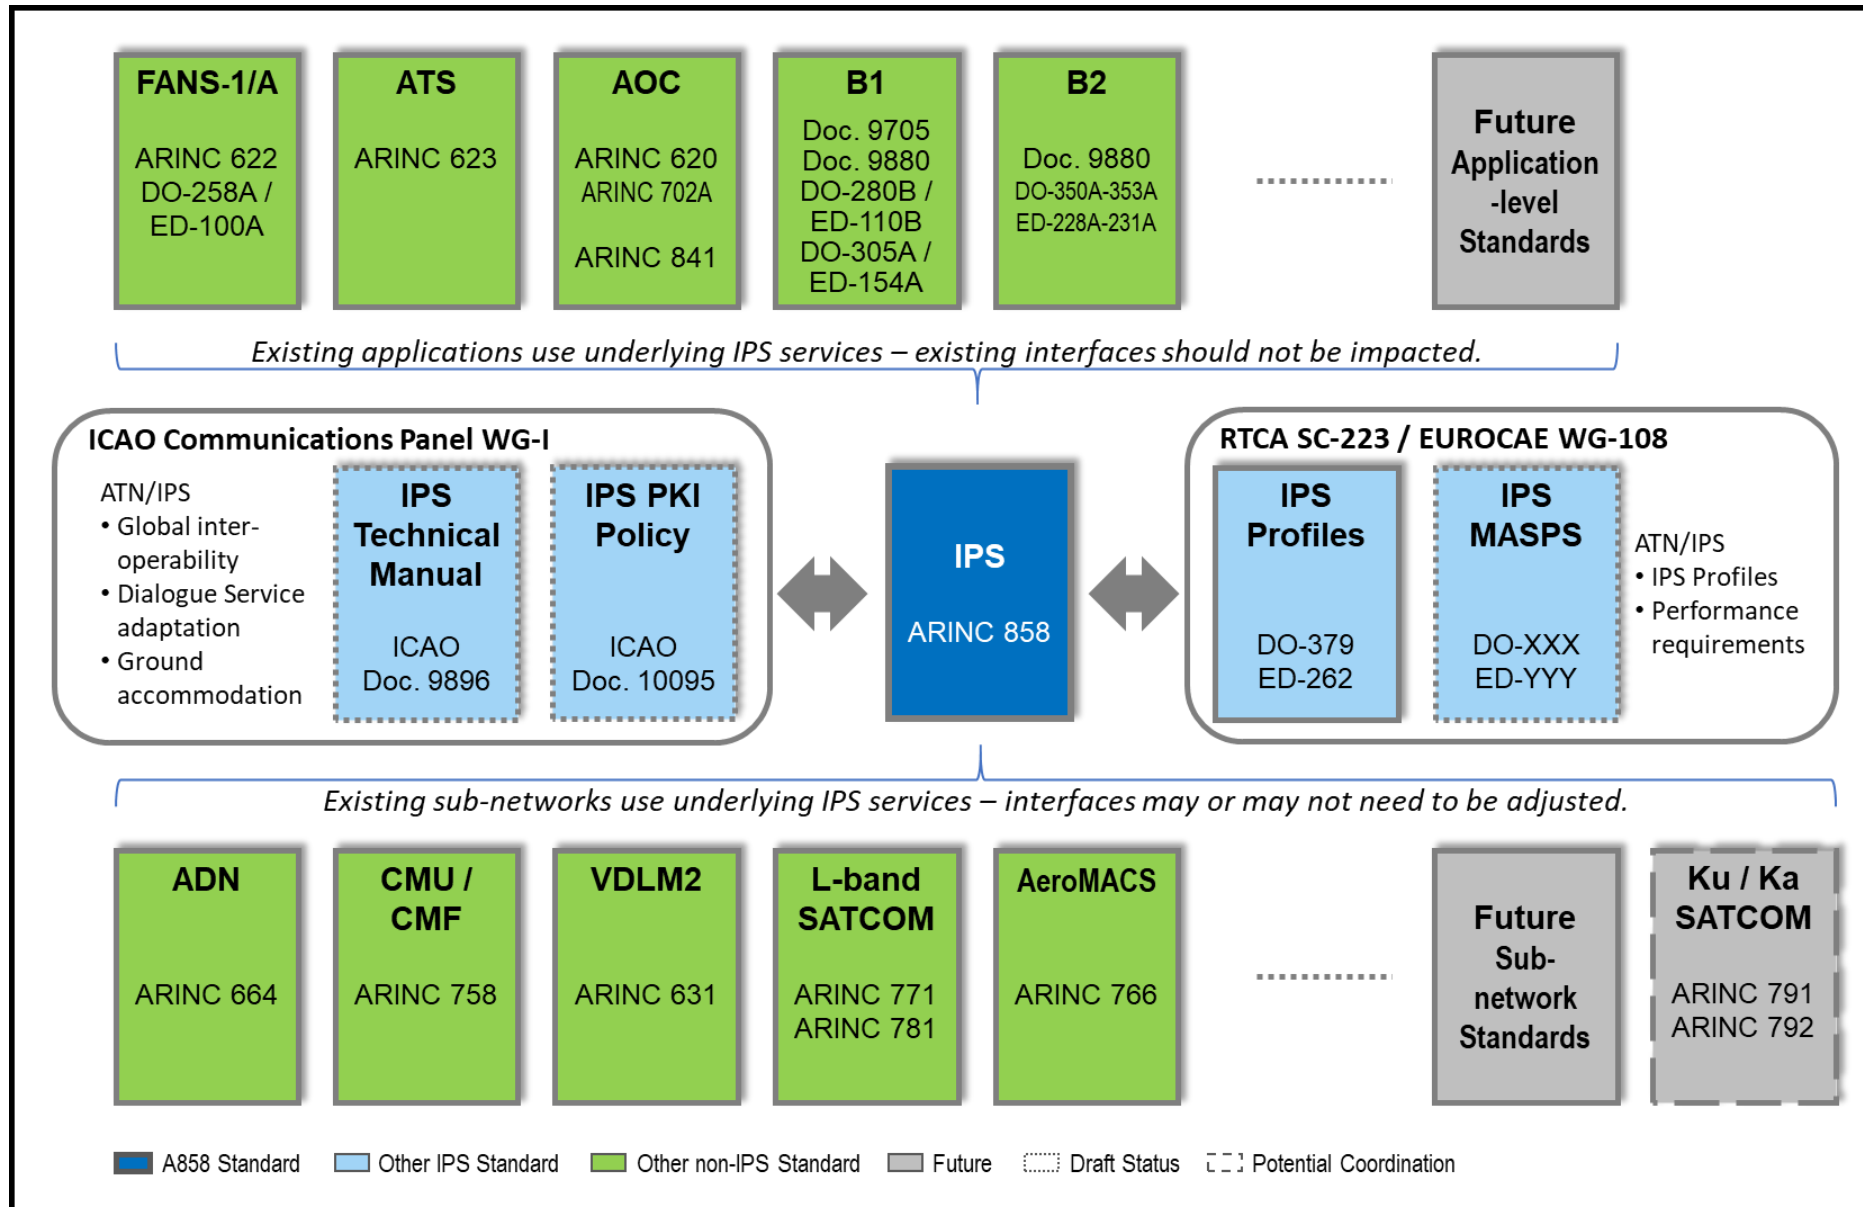 FANS-1/A
ARINC 622
DO-258A /
ED-100A
ATS
ARINC 623
AOC
ARINC 620
ARINC 702A
ARINC 841
B1
Doc. 9705
Doc. 9880
DO-280B /
ED-110B
DO-305A /
ED-154A
B2
Doc. 9880
DO-350A-353A
ED-228A-231A
Future
Application
-level
Standards
Existing applications use underlying IPS services – existing interfaces should not be impacted.
ICAO Communications Panel WG-I
ATN/IPS
• Global inter-
operability
• Dialogue Service
adaptation
• Ground
accommodation
IPS
Technical
Manual
ICAO
Doc. 9896
IPS PKI
Policy
ICAO
Doc. 10095
IPS
ARINC 858
RTCA SC-223 / EUROCAE WG-108
IPS
Profiles
DO-379
ED-262
IPS
MASPS
DO-XXX
ED-YYY
ATN/IPS
• IPS Profiles
• Performance
requirements
Existing sub-networks use underlying IPS services – interfaces may or may not need to be adjusted.
ADN
ARINC 664
CMU /
CMF
ARINC 758
VDLM2
ARINC 631
L-band
SATCOM
ARINC 771
ARINC 781
AeroMACS
ARINC 766
Future
Sub-
network
Standards
Ku / Ka
SATCOM
ARINC 791
ARINC 792
A858 Standard
Other IPS Standard
Other non-IPS Standard
Future
Draft Status
Potential Coordination